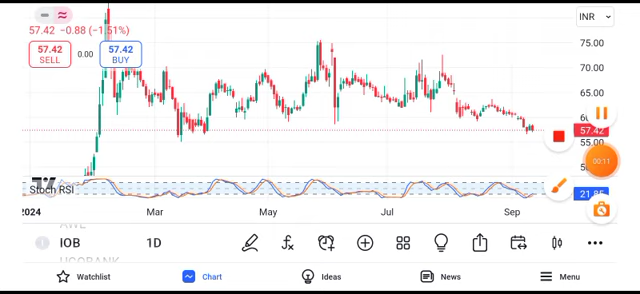 57.42 −0.88 (−1.51%)
INR
57.42 SELL
0.00
57.42 BUY
75.00
70.00
65.00
57.42
55.00
00:11
Stoch RSI
21.85
2024 Mar May Jul Sep
IOB 1D
UCOBANK
Watchlist Chart Ideas News Menu